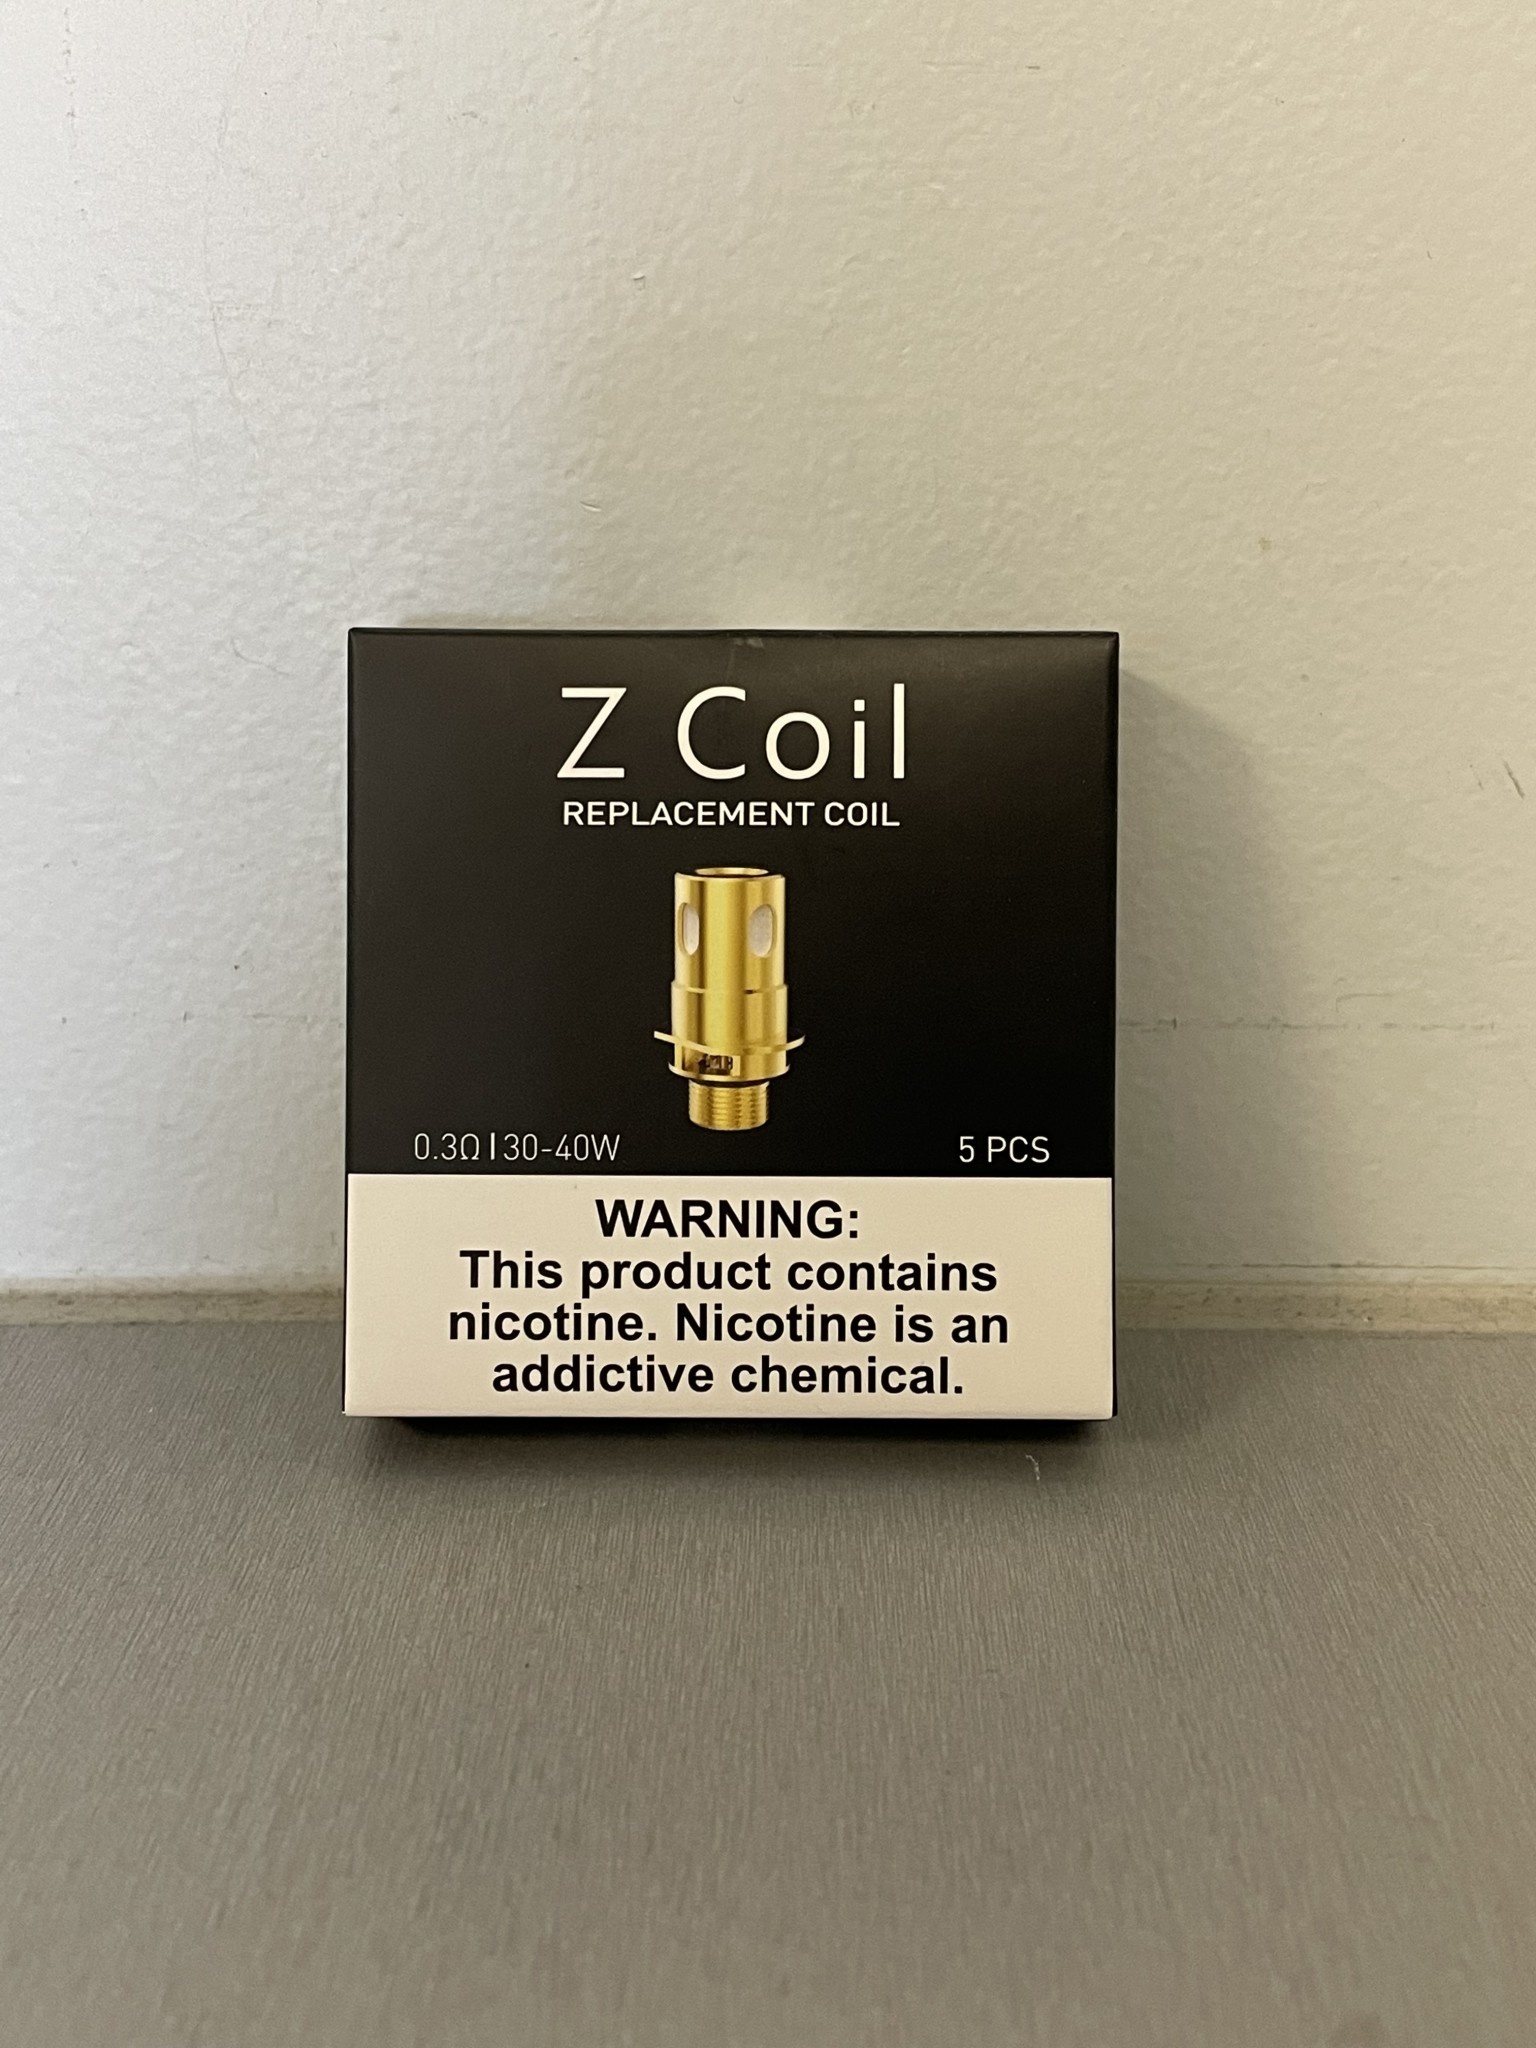 Z Coil
REPLACEMENT COIL
0.3Ω|30-40W
5 PCS
WARNING:
This product contains
nicotine. Nicotine is an
addictive chemical.